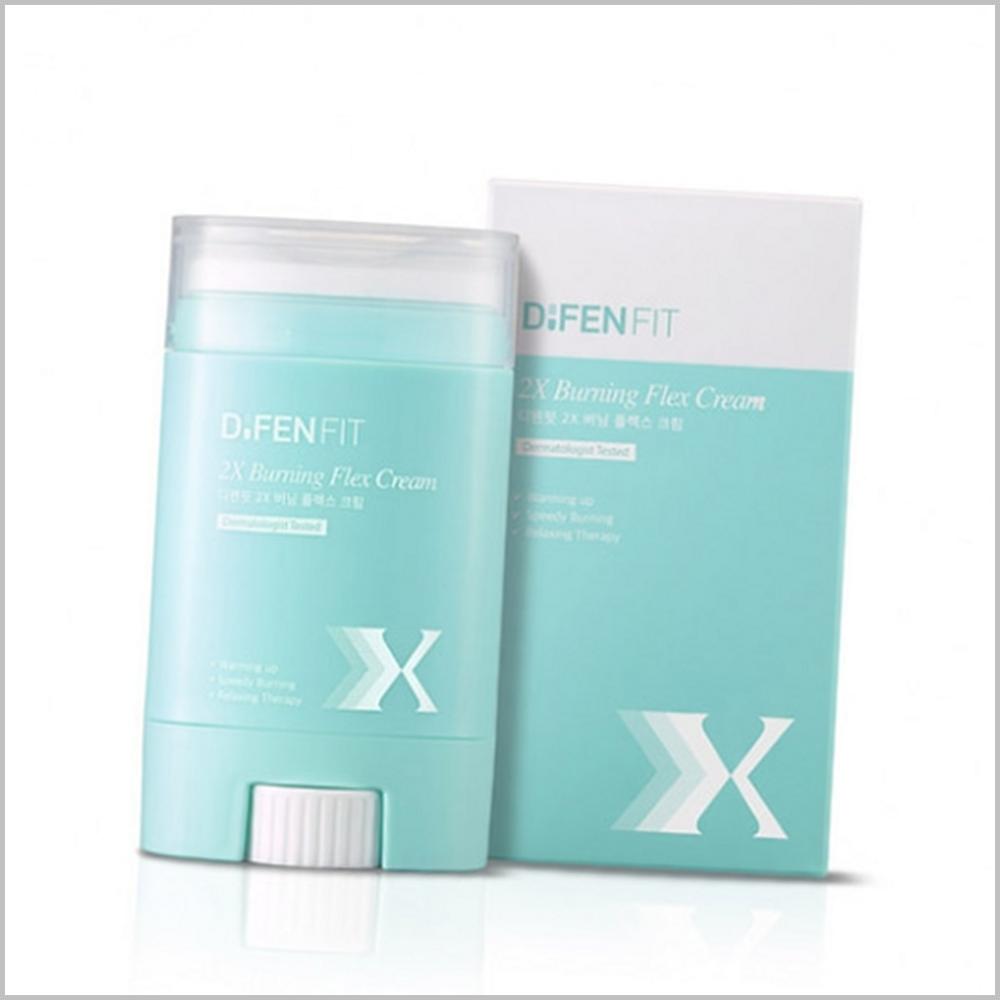 DIFENFIT
2X Burning Flex Cream
디펜핏 2X 버닝 플렉스 크림
Dermatologist Tested
Warming up
Speedy Burning
Relaxing Therapy
X
DIFENFIT
2X Burning Flex Cream
디펜핏 2X 버닝 플렉스 크림
Dermatologist Tested
Warming up
Speedy Burning
Relaxing Therapy
X